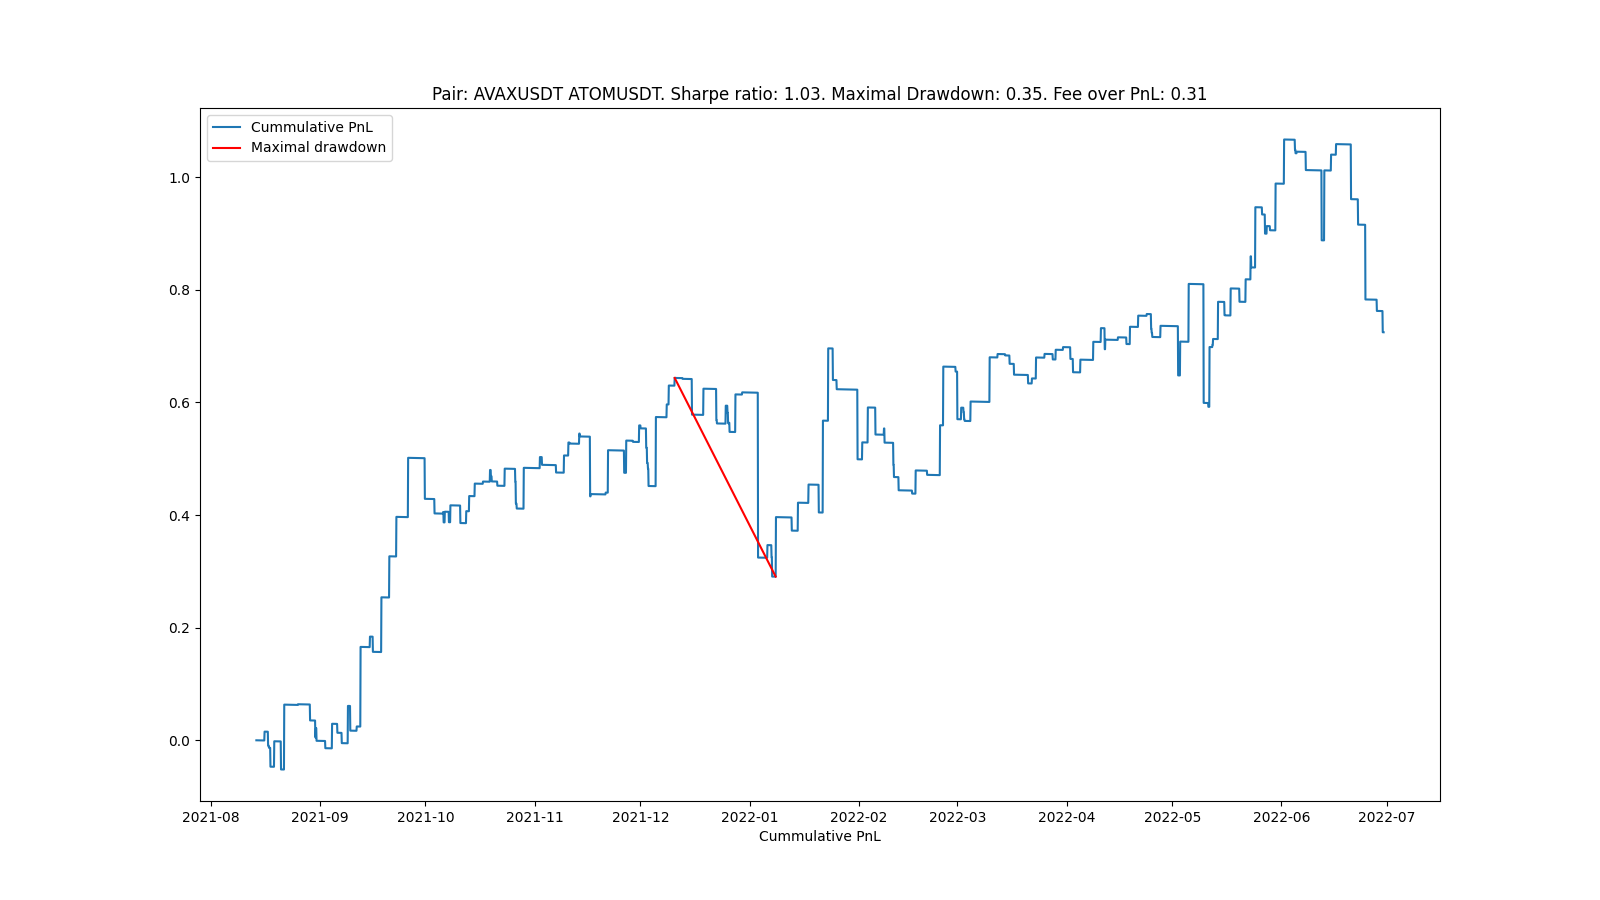 Pair: AVAXUSDT ATOMUSDT. Sharpe ratio: 1.03. Maximal Drawdown: 0.35. Fee over PnL: 0.31
Cummulative PnL
Maximal drawdown
1.0
0.8
0.6
0.4
0.2
0.0
2021-08 2021-09 2021-10 2021-11 2021-12 2022-01 2022-02 2022-03 2022-04 2022-05 2022-06 2022-07
Cummulative PnL